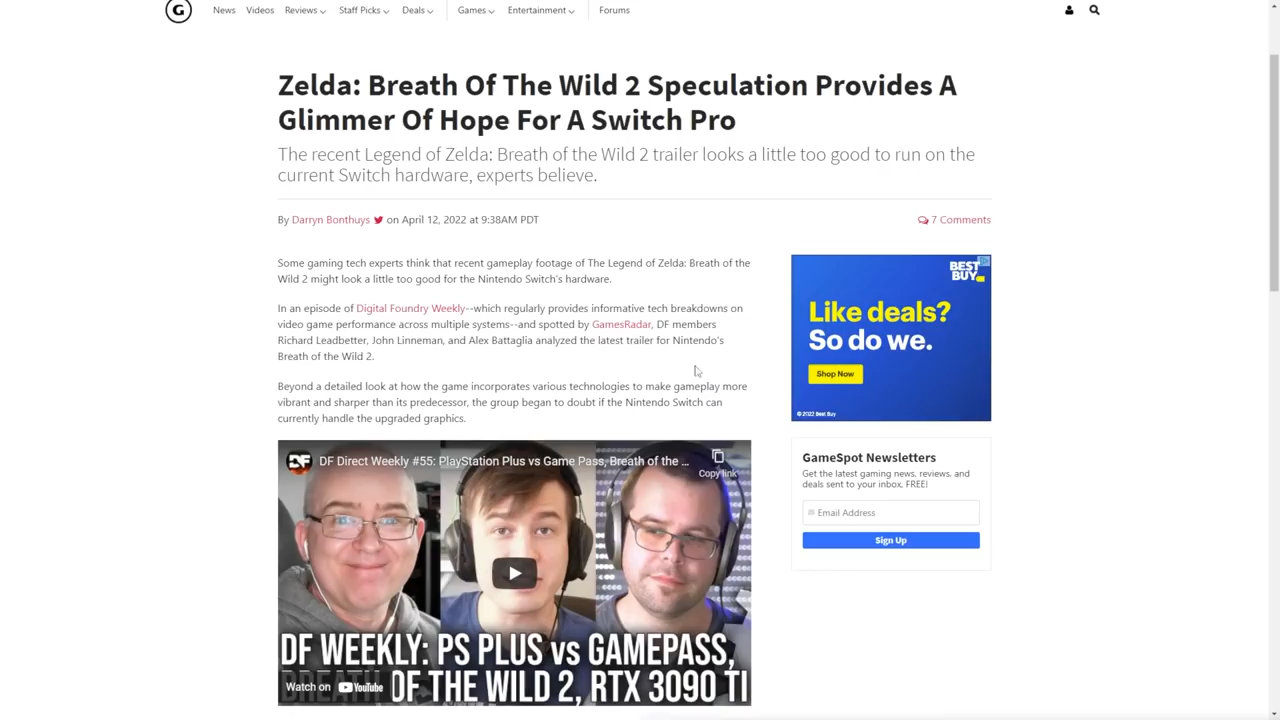 G
News Videos Reviews Staff Picks Deals Games Entertainment Forums
Zelda: Breath Of The Wild 2 Speculation Provides A
Glimmer Of Hope For A Switch Pro
The recent Legend of Zelda: Breath of the Wild 2 trailer looks a little too good to run on the
current Switch hardware, experts believe.
By Darryn Bonthuys on April 12, 2022 at 9:38AM PDT
7 Comments
Some gaming tech experts think that recent gameplay footage of The Legend of Zelda: Breath of the
Wild 2 might look a little too good for the Nintendo Switch's hardware.
In an episode of Digital Foundry Weekly--which regularly provides informative tech breakdowns on
video game performance across multiple systems--and spotted by GamesRadar, DF members
Richard Leadbetter, John Linneman, and Alex Battaglia analyzed the latest trailer for Nintendo's
Breath of the Wild 2.
Beyond a detailed look at how the game incorporates various technologies to make gameplay more
vibrant and sharper than its predecessor, the group began to doubt if the Nintendo Switch can
currently handle the upgraded graphics.
DF DF Direct Weekly #55: PlayStation Plus vs Game Pass, Breath of the ...
Copy link
DF WEEKLY: PS PLUS vs GAMEPASS,
BREATH OF THE WILD 2, RTX 3090 TI
Watch on YouTube
BEST
BUY
Like deals?
So do we.
Shop Now
© 2022 Best Buy
GameSpot Newsletters
Get the latest gaming news, reviews, and
deals sent to your inbox, FREE!
Email Address
Sign Up